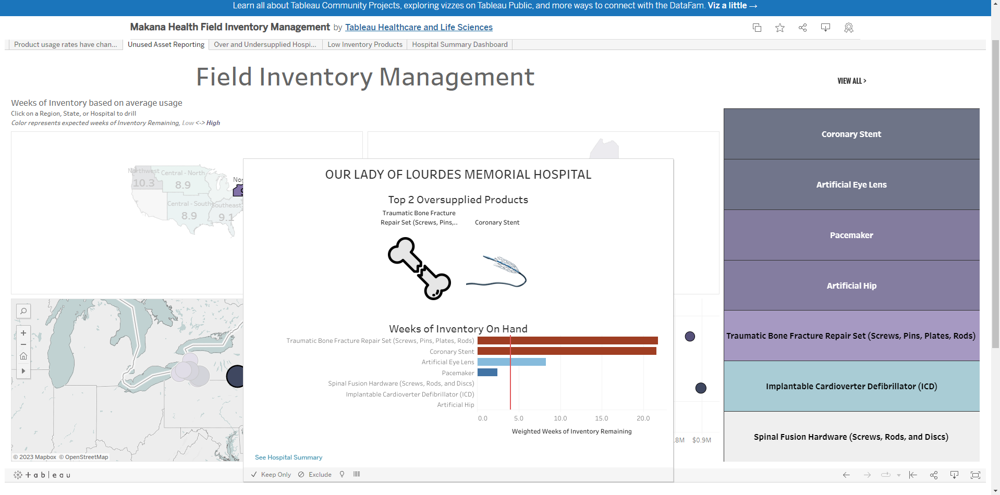 Learn all about Tableau Community Projects, exploring vizzes on Tableau Public, and more ways to connect with the DataFam. Viz a little →
Makana Health Field Inventory Management by Tableau Healthcare and Life Sciences
Product usage rates have chan...
Unused Asset Reporting
Over and Undersupplied Hospi...
Low Inventory Products
Hospital Summary Dashboard
Field Inventory Management
VIEW ALL >
Weeks of Inventory based on average usage
Click on a Region, State, or Hospital to drill
Color represents expected weeks of Inventory Remaining, Low <-> High
Northwest
10.3
Central - North
8.9
Central - South
8.9
Southeast
9.1
OUR LADY OF LOURDES MEMORIAL HOSPITAL
Top 2 Oversupplied Products
Traumatic Bone Fracture
Repair Set (Screws, Pins,..
Coronary Stent
Weeks of Inventory On Hand
Traumatic Bone Fracture Repair Set (Screws, Pins, Plates, Rods)
Coronary Stent
Artificial Eye Lens
Pacemaker
Spinal Fusion Hardware (Screws, Rods, and Discs)
Implantable Cardioverter Defibrillator (ICD)
Artificial Hip
0.0 5.0 10.0 15.0 20.0
Weighted Weeks of Inventory Remaining
See Hospital Summary
Keep Only
Exclude
.8M $0.9M
Coronary Stent
Artificial Eye Lens
Pacemaker
Artificial Hip
Traumatic Bone Fracture Repair Set (Screws, Pins, Plates, Rods)
Implantable Cardioverter Defibrillator (ICD)
Spinal Fusion Hardware (Screws, Rods, and Discs)
© 2023 Mapbox © OpenStreetMap
+ a b | e a u